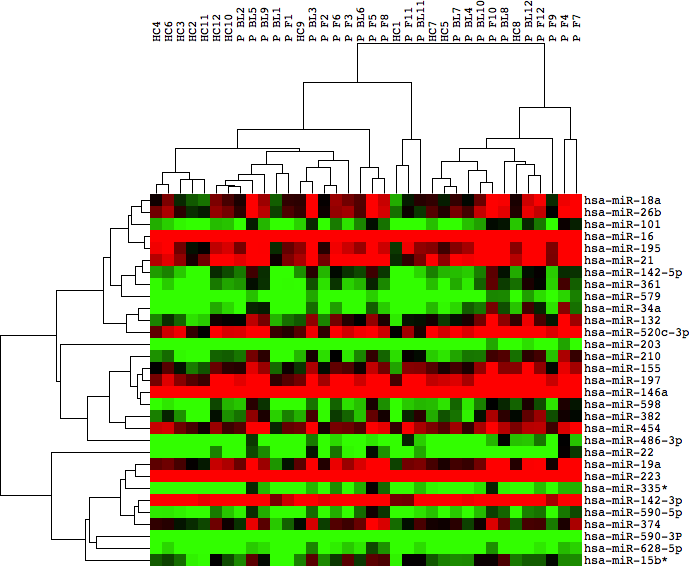 HC4
HC6
HC3
HC2
HC11
HC12
HC10
P BL2
P BL5
P BL9
P BL1
P F1
HC9
P BL3
P F2
P F6
P F3
P BL6
P F5
P F8
HC1
P F11
P BL11
HC7
HC5
P BL7
P BL4
P BL10
P F10
P BL8
HC8
P BL12
P F12
P F9
P F4
P F7
hsa-miR-18a
hsa-miR-26b
hsa-miR-101
hsa-miR-16
hsa-miR-195
hsa-miR-21
hsa-miR-142-5p
hsa-miR-361
hsa-miR-579
hsa-miR-34a
hsa-miR-132
hsa-miR-520c-3p
hsa-miR-203
hsa-miR-210
hsa-miR-155
hsa-miR-197
hsa-miR-146a
hsa-miR-598
hsa-miR-382
hsa-miR-454
hsa-miR-486-3p
hsa-miR-22
hsa-miR-19a
hsa-miR-223
hsa-miR-335*
hsa-miR-142-3p
hsa-miR-590-5p
hsa-miR-374
hsa-miR-590-3P
hsa-miR-628-5p
hsa-miR-15b*